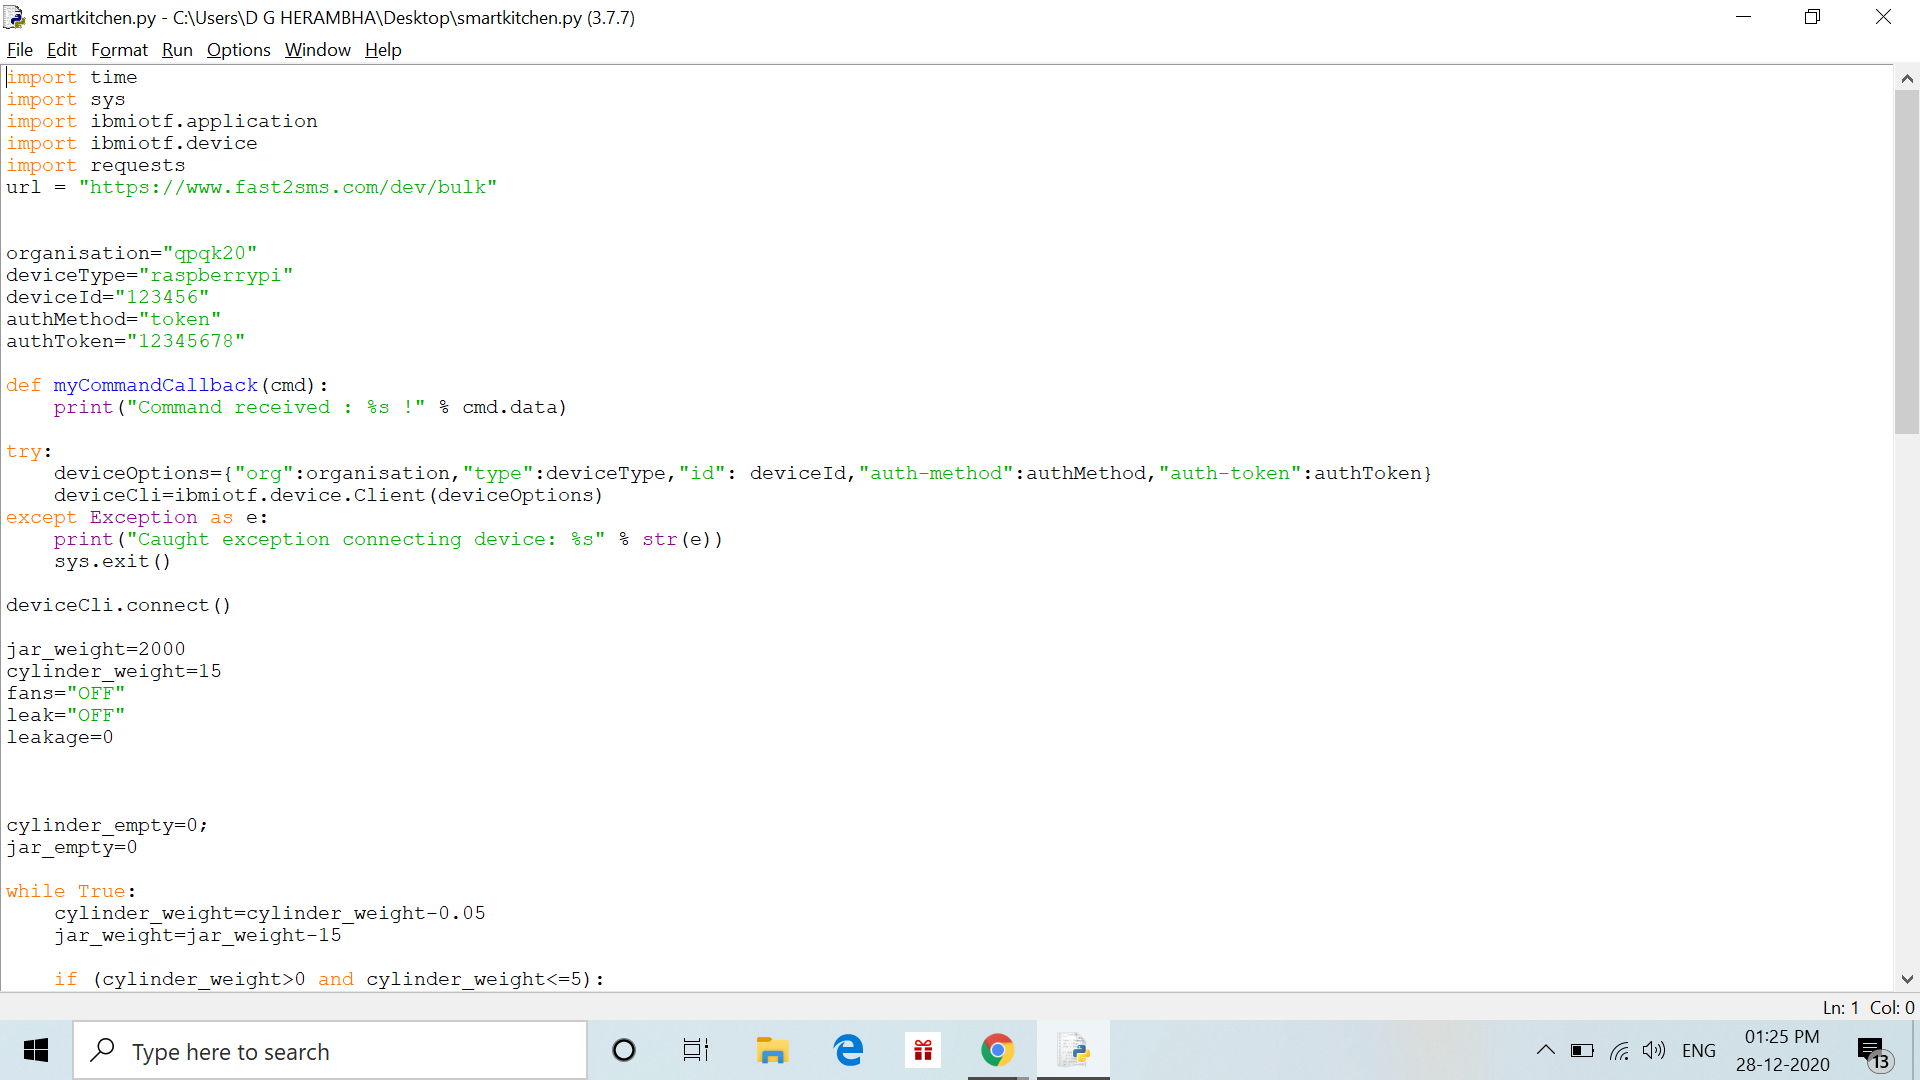 smartkitchen.py - C:\Users\D G HERAMBHA\Desktop\smartkitchen.py (3.7.7)
File Edit Format Run Options Window Help
import time
import sys
import ibmiotf.application
import ibmiotf.device
import requests
url = "https://www.fast2sms.com/dev/bulk"
organisation="qpqk20"
deviceType="raspberrypi"
deviceId="123456"
authMethod="token"
authToken="12345678"
def myCommandCallback(cmd):
    print("Command received : %s !" % cmd.data)
try:
    deviceOptions={"org":organisation,"type":deviceType,"id": deviceId,"auth-method":authMethod,"auth-token":authToken}
    deviceCli=ibmiotf.device.Client(deviceOptions)
except Exception as e:
    print("Caught exception connecting device: %s" % str(e))
    sys.exit()
deviceCli.connect()
jar_weight=2000
cylinder_weight=15
fans="OFF"
leak="OFF"
leakage=0
cylinder_empty=0;
jar_empty=0
while True:
    cylinder_weight=cylinder_weight-0.05
    jar_weight=jar_weight-15
    if (cylinder_weight>0 and cylinder_weight<=5):
Ln: 1 Col: 0
Type here to search
ENG
01:25 PM
28-12-2020
13